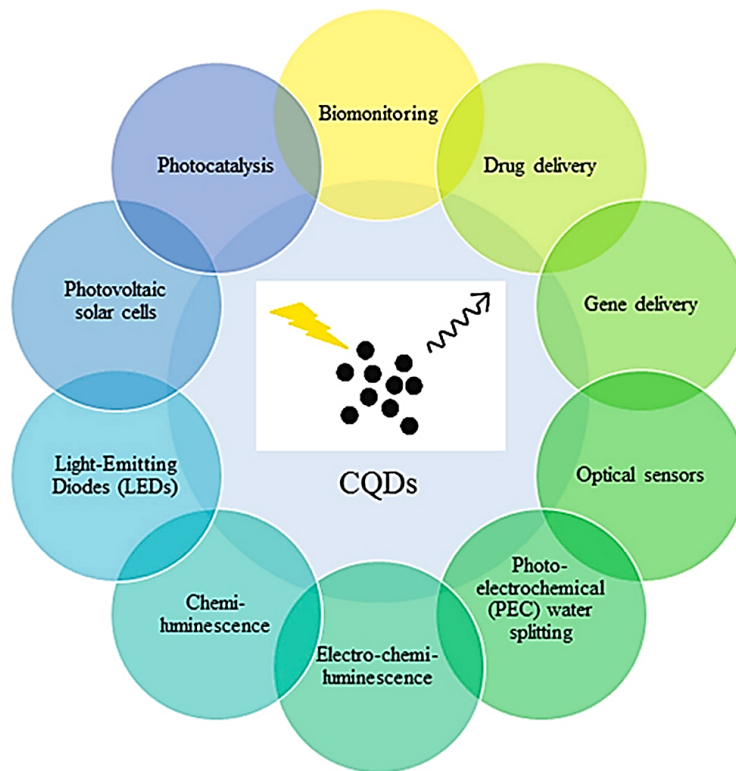 Biomonitoring
Drug delivery
Gene delivery
Optical sensors
Photo-
electrochemical
(PEC) water
splitting
Electro-chemi-
luminescence
Chemi-
luminescence
Light-Emitting
Diodes (LEDs)
Photovoltaic
solar cells
Photocatalysis
CQDs